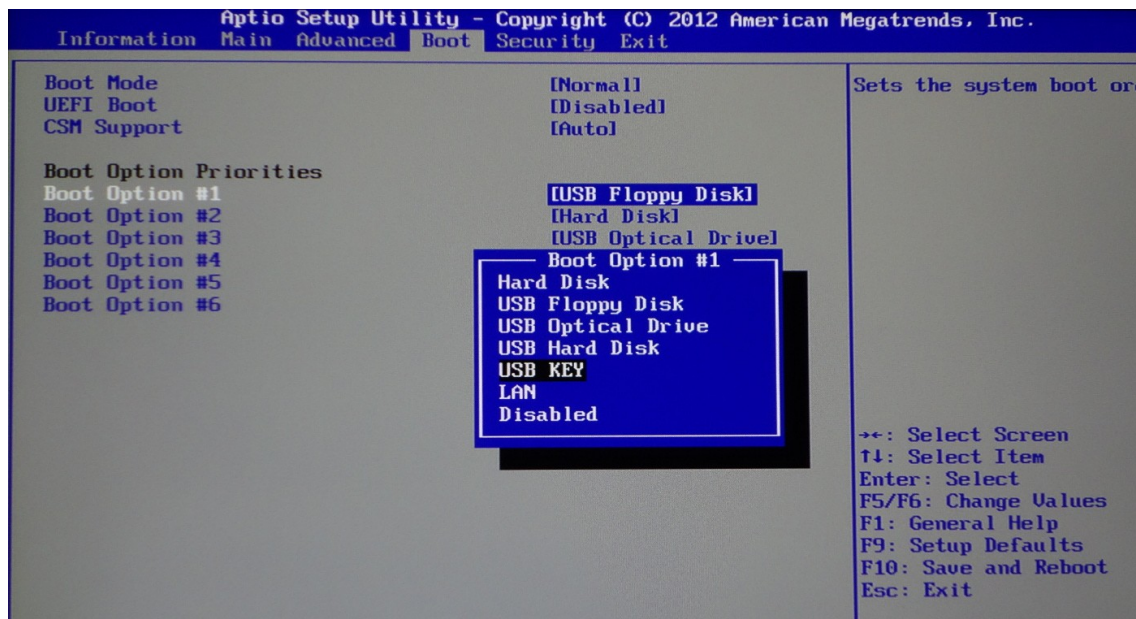 Aptio Setup Utility - Copyright (C) 2012 American Megatrends, Inc.
Information Main Advanced Boot Security Exit
Boot Mode [Normal]
UEFI Boot [Disabled]
CSM Support [Auto]
Boot Option Priorities
Boot Option #1 [USB Floppy Disk]
Boot Option #2 [Hard Disk]
Boot Option #3 [USB Optical Drive]
Boot Option #4
Boot Option #5
Boot Option #6
Boot Option #1
Hard Disk
USB Floppy Disk
USB Optical Drive
USB Hard Disk
USB KEY
LAN
Disabled
Sets the system boot or
→←: Select Screen
↑↓: Select Item
Enter: Select
F5/F6: Change Values
F1: General Help
F9: Setup Defaults
F10: Save and Reboot
Esc: Exit